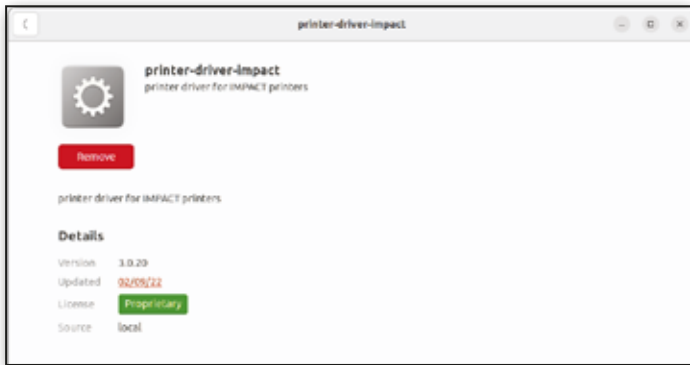 printer-driver-impact
printer-driver-impact
printer driver for IMPACT printers
Remove
printer driver for IMPACT printers
Details
Version 3.0.20
Updated 02/09/22
License Proprietary
Source local